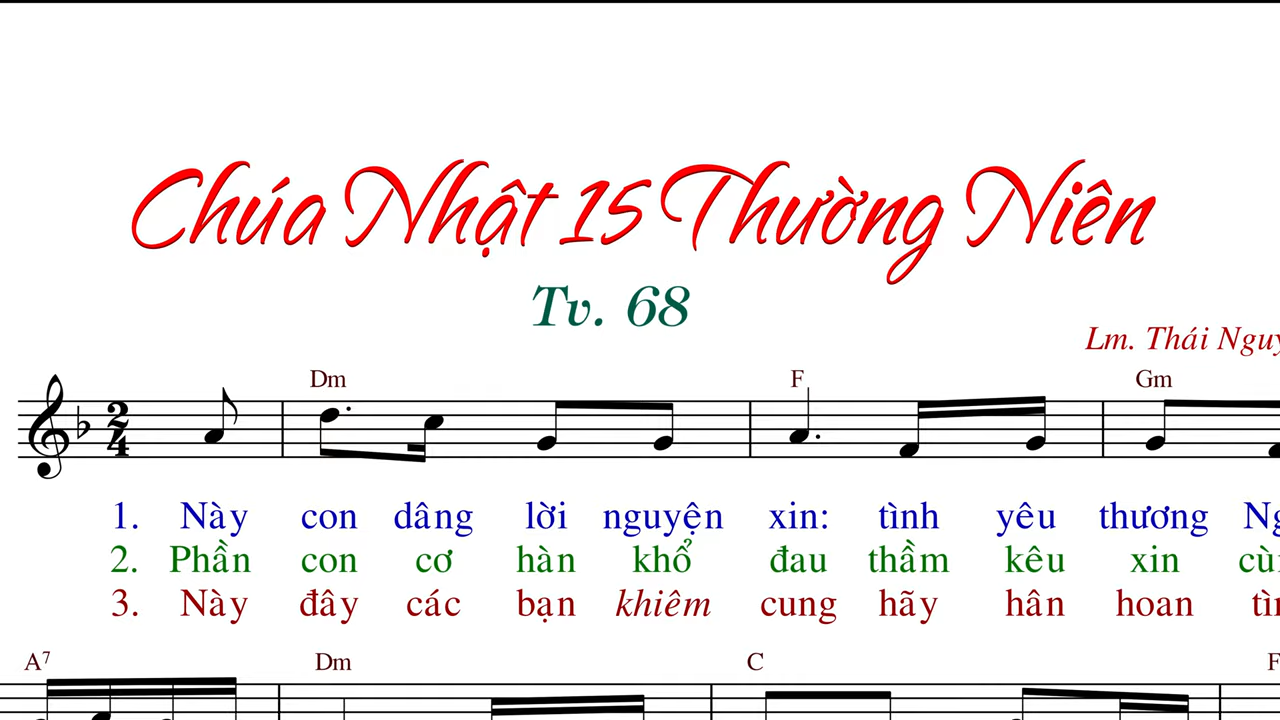 Chúa Nhật 15 Thường Niên
Tv. 68
Lm. Thái
Dm F Gm
1. Này con dâng lời nguyện xin: tình yêu thương
2. Phần con cơ hàn khổ đau thầm kêu xin
3. Này đây các bạn khiêm cung hãy hân hoan
A7 Dm C F